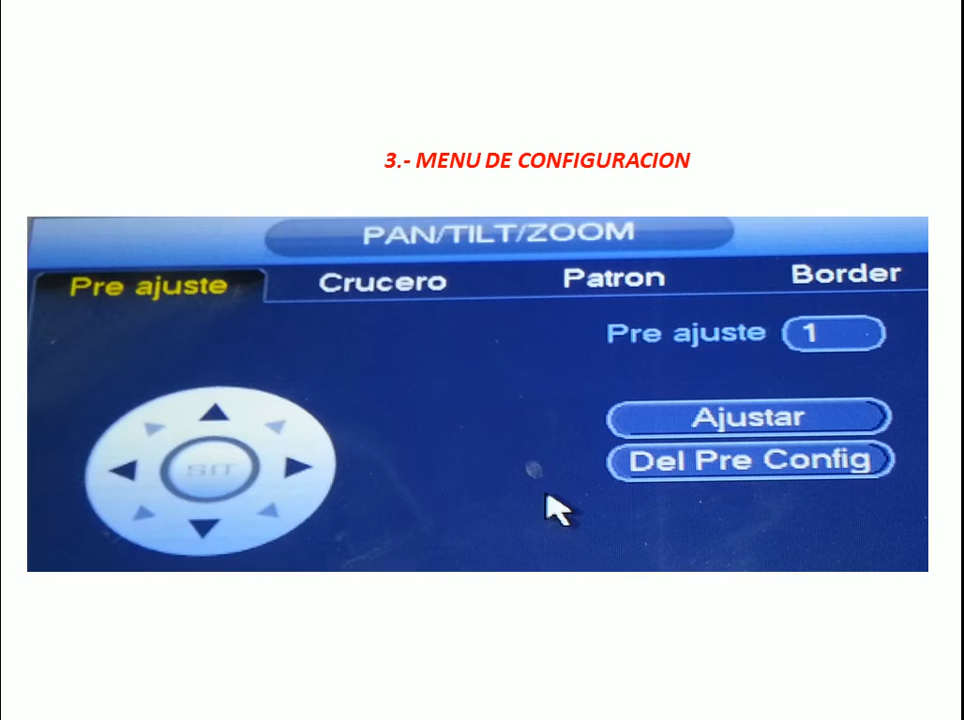 3.- MENU DE CONFIGURACION
PAN/TILT/ZOOM
Pre ajuste Crucero Patron Border
Pre ajuste 1
Ajustar
SIT
Del Pre Config